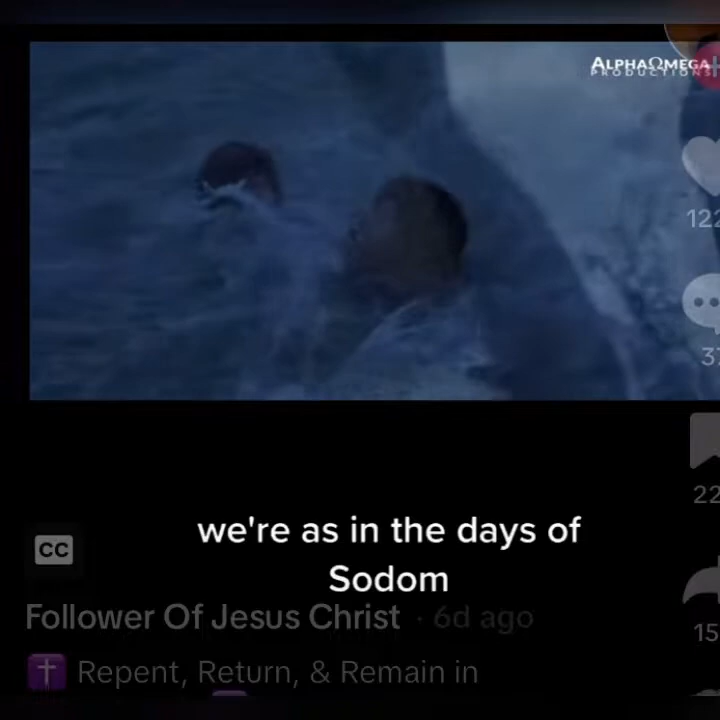 ALPHAΩMEGA
PRODUCTIONS
122
37
22
15
we're as in the days of
Sodom
CC
Follower Of Jesus Christ · 6d ago
Repent, Return, & Remain in